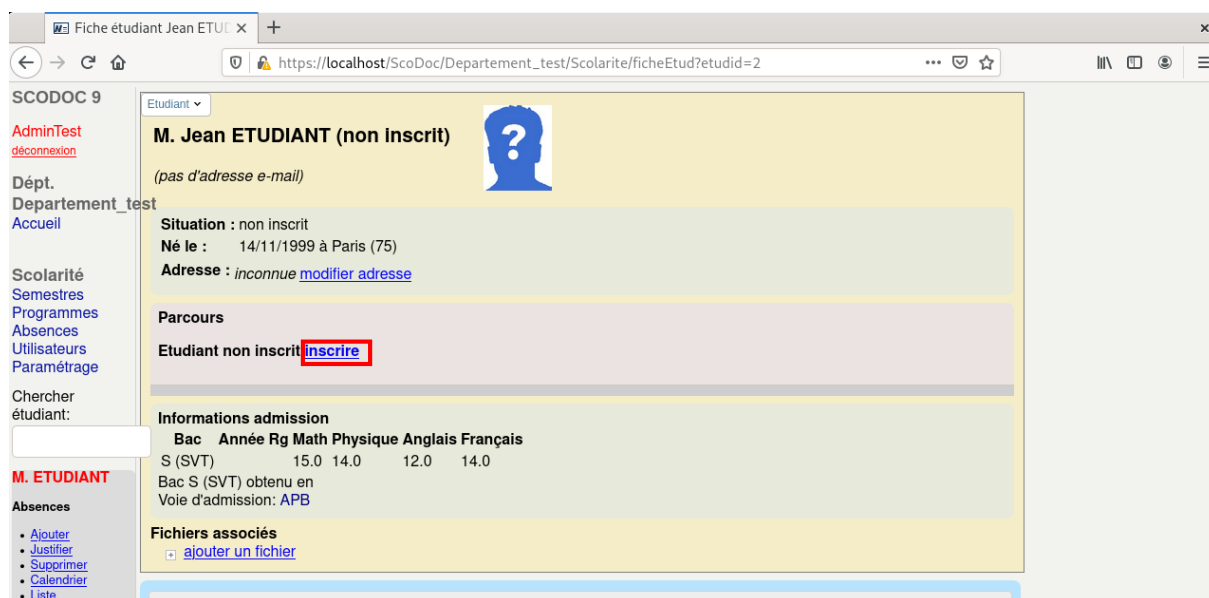 Fiche étudiant Jean ETUD
https://localhost/ScoDoc/Departement_test/Scolarite/ficheEtud?etudid=2
SCODOC 9
AdminTest
déconnexion
Dépt.
Departement_test
Accueil
Scolarité
Semestres
Programmes
Absences
Utilisateurs
Paramétrage
Chercher
étudiant:
M. ETUDIANT
Absences
• Ajouter
• Justifier
• Supprimer
• Calendrier
• Liste
Etudiant
M. Jean ETUDIANT (non inscrit)
?
(pas d'adresse e-mail)
Situation : non inscrit
Né le : 14/11/1999 à Paris (75)
Adresse : inconnue modifier adresse
Parcours
Etudiant non inscrit inscrire
Informations admission
Bac Année Rg Math Physique Anglais Français
S (SVT) 15.0 14.0 12.0 14.0
Bac S (SVT) obtenu en
Voie d'admission: APB
Fichiers associés
ajouter un fichier